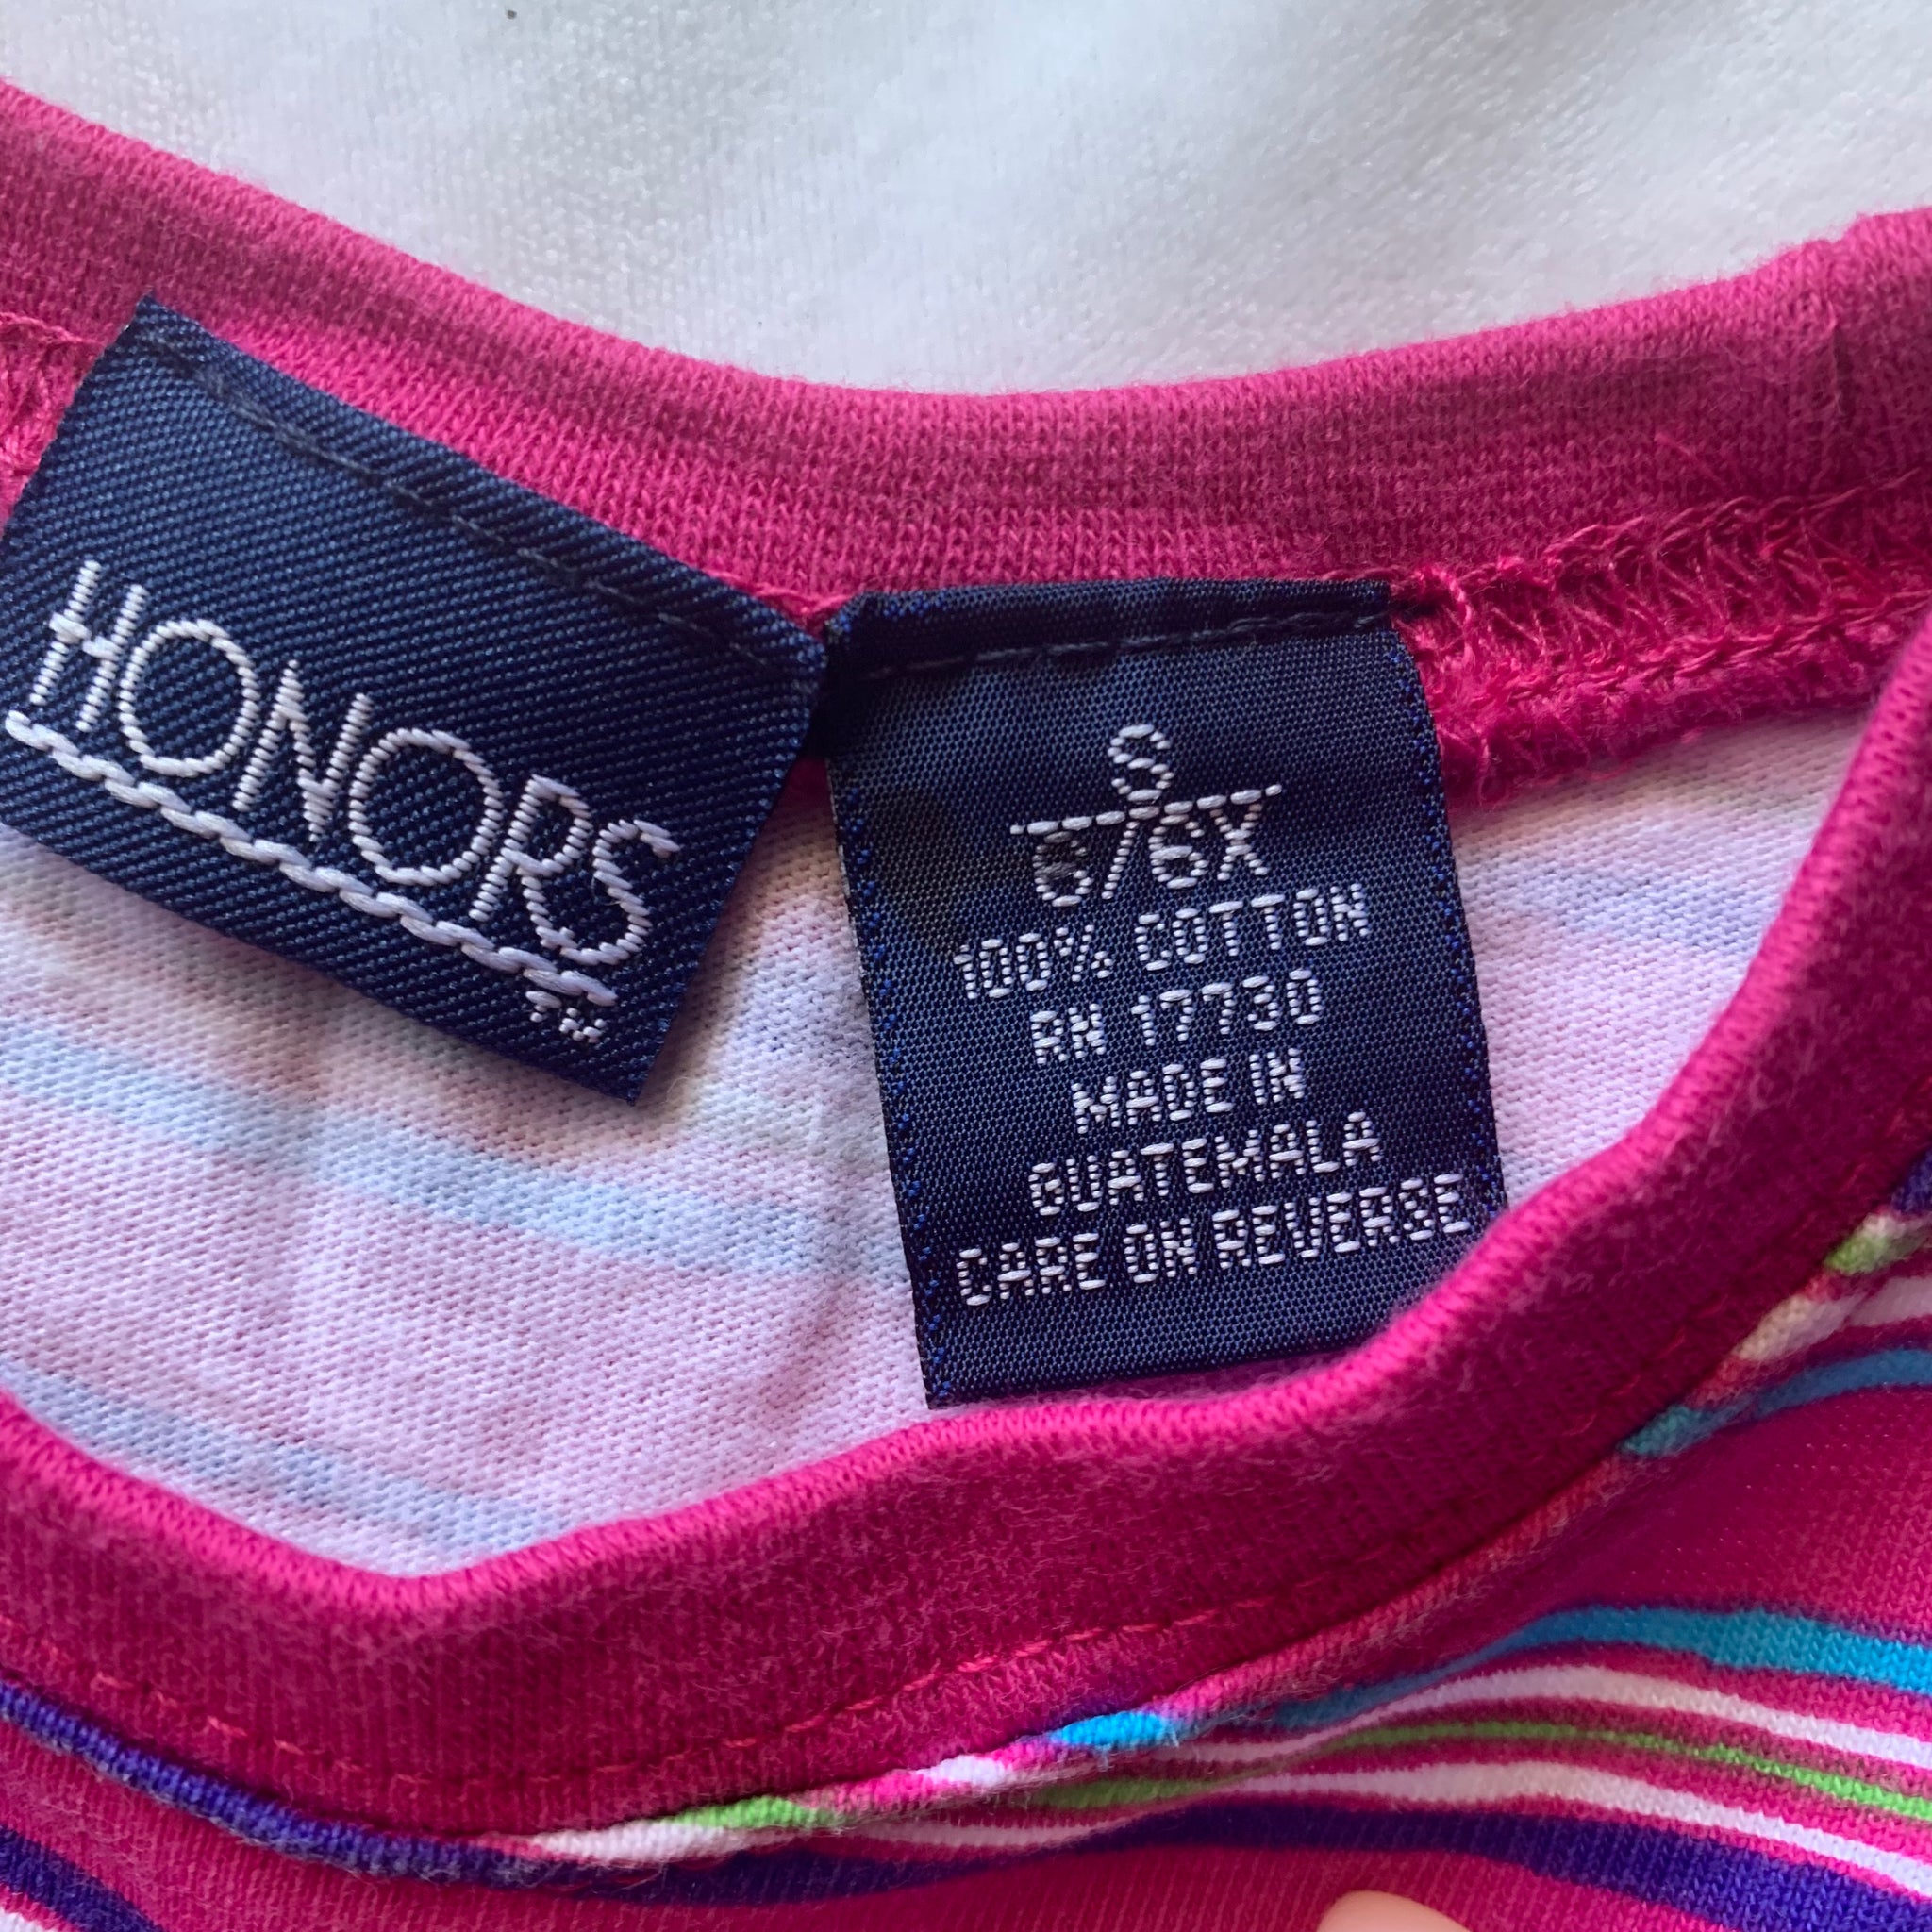 HONORS
TM
S
6/6X
100% COTTON
RN 17730
MADE IN
GUATEMALA
CARE ON REVERSE